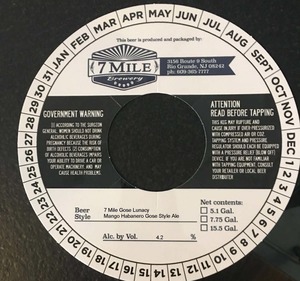 JAN FEB MAR APR MAY JUN JUL AUG SEPT OCT NOV DEC
This beer is produced and packaged by:
7 MILE
Brewery
3156 Route 9 South
Rio Grande, NJ 08242
ph: 609-365-7777
GOVERNMENT WARNING
(1) ACCORDING TO THE SURGEON
GENERAL, WOMEN SHOULD NOT DRINK
ALCOHOLIC BEVERAGES DURING
PREGNANCY BECAUSE OF THE RISK OF
BIRTH DEFECTS. (2) CONSUMPTION
OF ALCOHOLIC BEVERAGES IMPAIRS
YOUR ABILITY TO DRIVE A CAR OR
OPERATE MACHINERY, AND MAY
CAUSE HEALTH PROBLEMS.
ATTENTION
READ BEFORE TAPPING
THIS KEG MAY RUPTURE AND
CAUSE INJURY IF OVER-PRESSURIZED
WITH COMPRESSED AIR OR CO2.
TAPPING SYSTEM AND PRESSURE
REGULATOR SHOULD EACH BE EQUIPPED
WITH A PRESSURE RELIEF
DEVICE. IF YOU ARE NOT FAMILIAR
WITH TAPPING EQUIPMENT, CONSULT
YOUR RETAILER OR LOCAL BEER
DISTRIBUTOR
Beer 7 Mile Gose Lunacy
Style Mango Habanero Gose Style Ale
Alc. by Vol. 4.2 %
Net contents:
5.1 Gal.
7.75 Gal.
15.5 Gal.
1 2 3 4 5 6 7 8 9 10 11 12 13 14 15 16 17 18 19 20 21 22 23 24 25 26 27 28 29 30 31